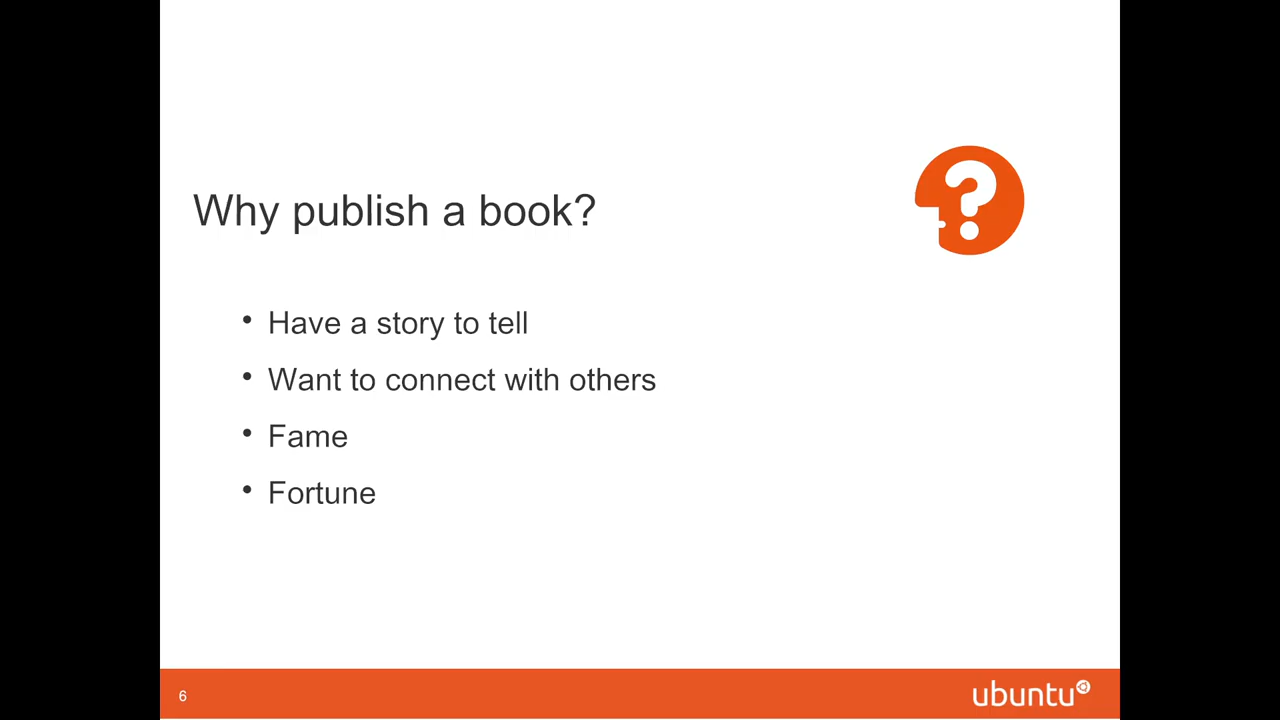 Why publish a book?
• Have a story to tell
• Want to connect with others
• Fame
• Fortune
6
ubuntu